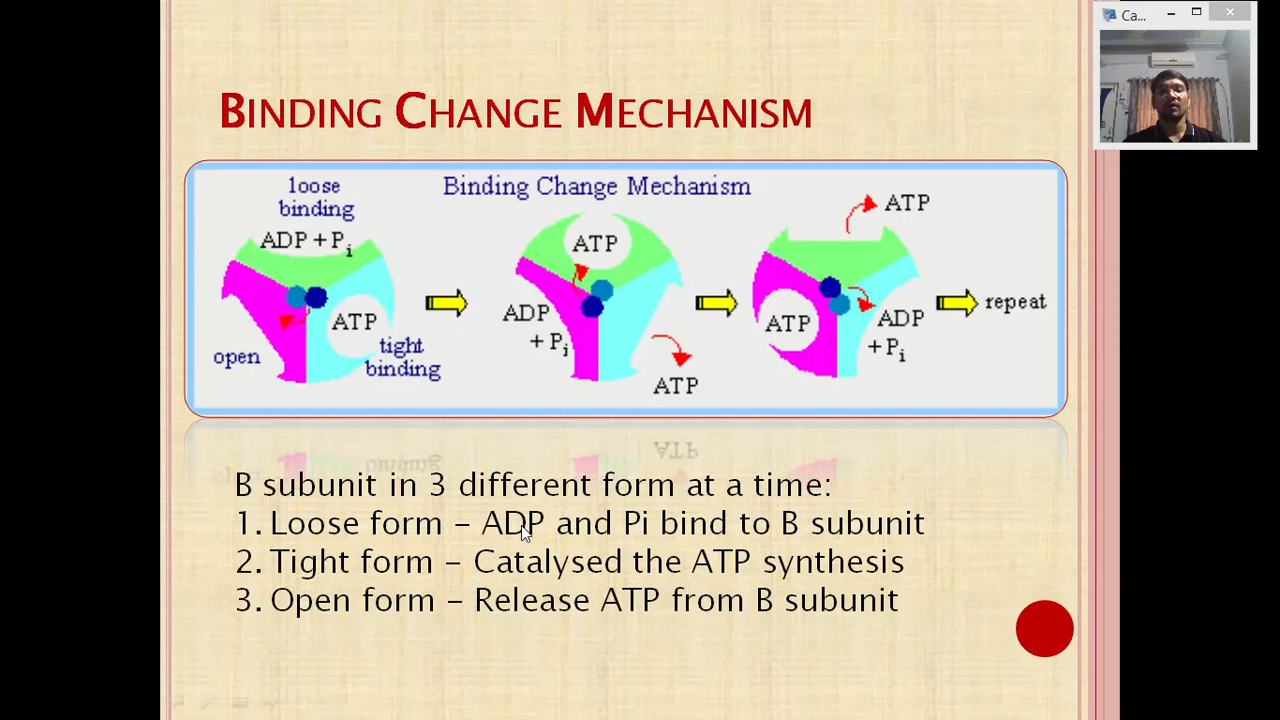 Ca...
BINDING CHANGE MECHANISM
loose
binding
ADP + Pi
open
ATP
tight
binding
Binding Change Mechanism
ATP
ADP
+ Pi
ATP
ATP
ATP
ADP
+ Pi
repeat
B subunit in 3 different form at a time:
1. Loose form – ADP and Pi bind to B subunit
2. Tight form – Catalysed the ATP synthesis
3. Open form – Release ATP from B subunit